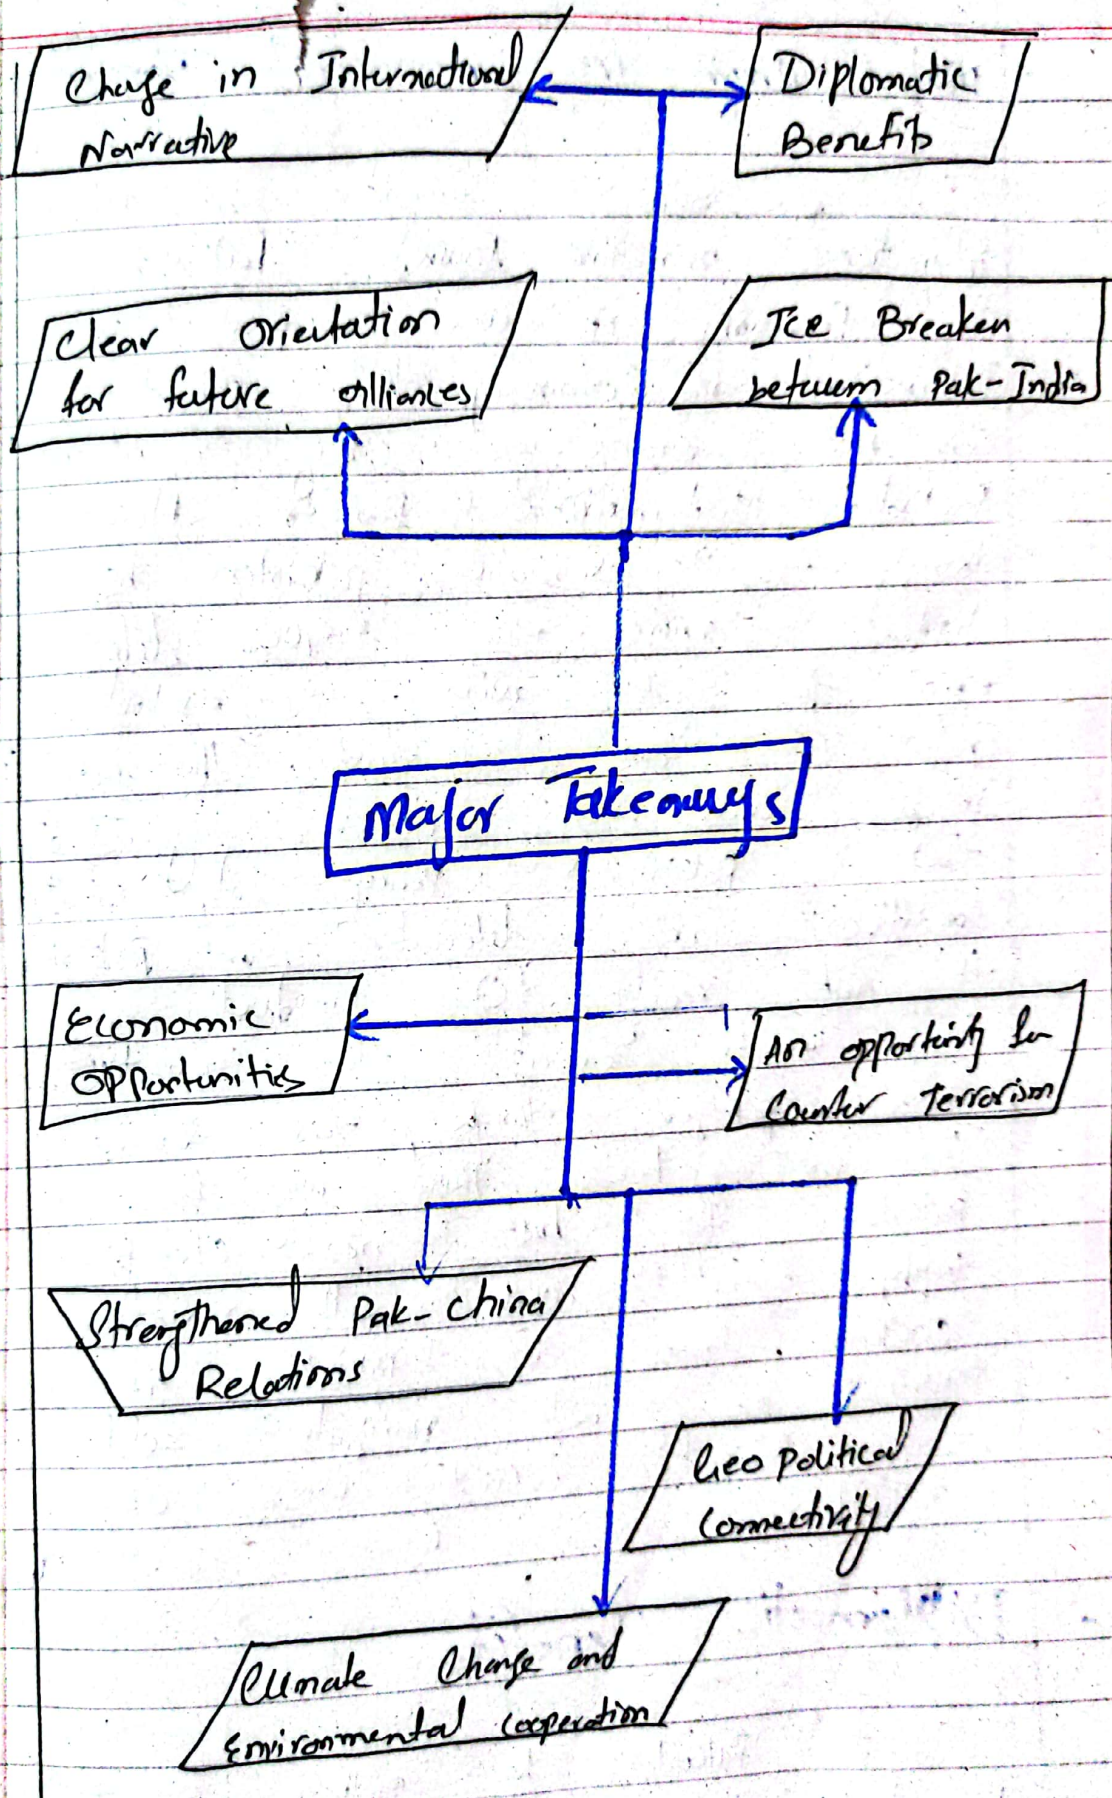 Change in International
Narrative
Diplomatic
Benefits
Clear Orientation
for future alliances
Ice Breaker
between Pak-India
Major Takeaways
Economic
Opportunities
An opportunity for
Counter Terrorism
Strengthened Pak-China
Relations
Geo political
Connectivity
Climate Change and
Environmental cooperation